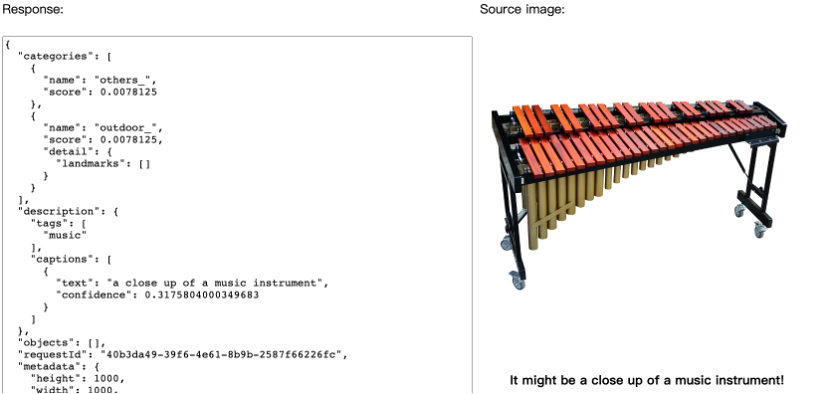 Response:
Source image:
{
"categories": [
{
"name": "others_",
"score": 0.0078125
},
{
"name": "outdoor_",
"score": 0.0078125,
"detail": {
"landmarks": []
}
}
],
"description": {
"tags": [
"music"
],
"captions": [
{
"text": "a close up of a music instrument",
"confidence": 0.3175804000349683
}
]
},
"objects": [],
"requestId": "40b3da49-39f6-4e61-8b9b-2587f66226fc",
"metadata": {
"height": 1000,
"width": 1000,
It might be a close up of a music instrument!